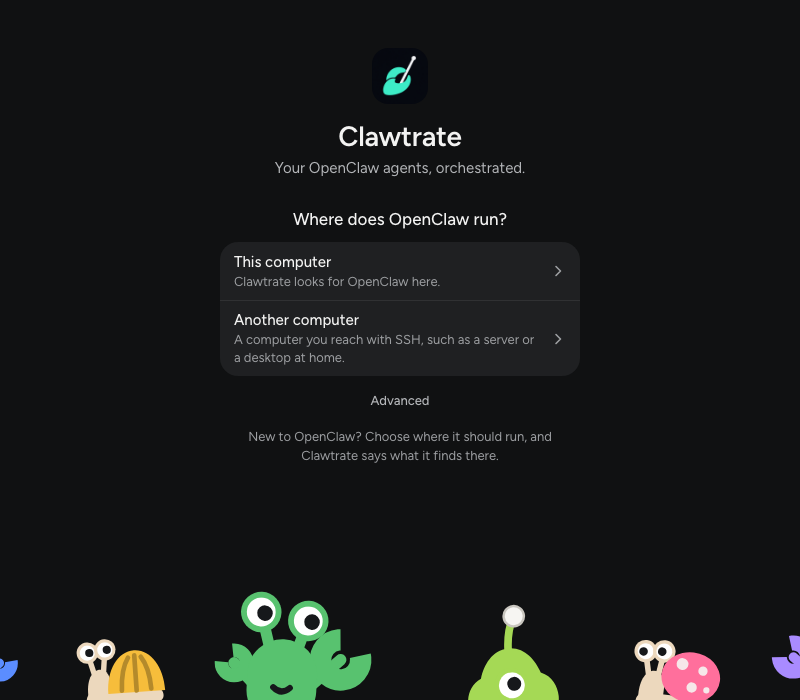 Clawtrate
Your OpenClaw agents, orchestrated.
Where does OpenClaw run?
This computer
Clawtrate looks for OpenClaw here.
Another computer
A computer you reach with SSH, such as a server or
a desktop at home.
Advanced
New to OpenClaw? Choose where it should run, and
Clawtrate says what it finds there.